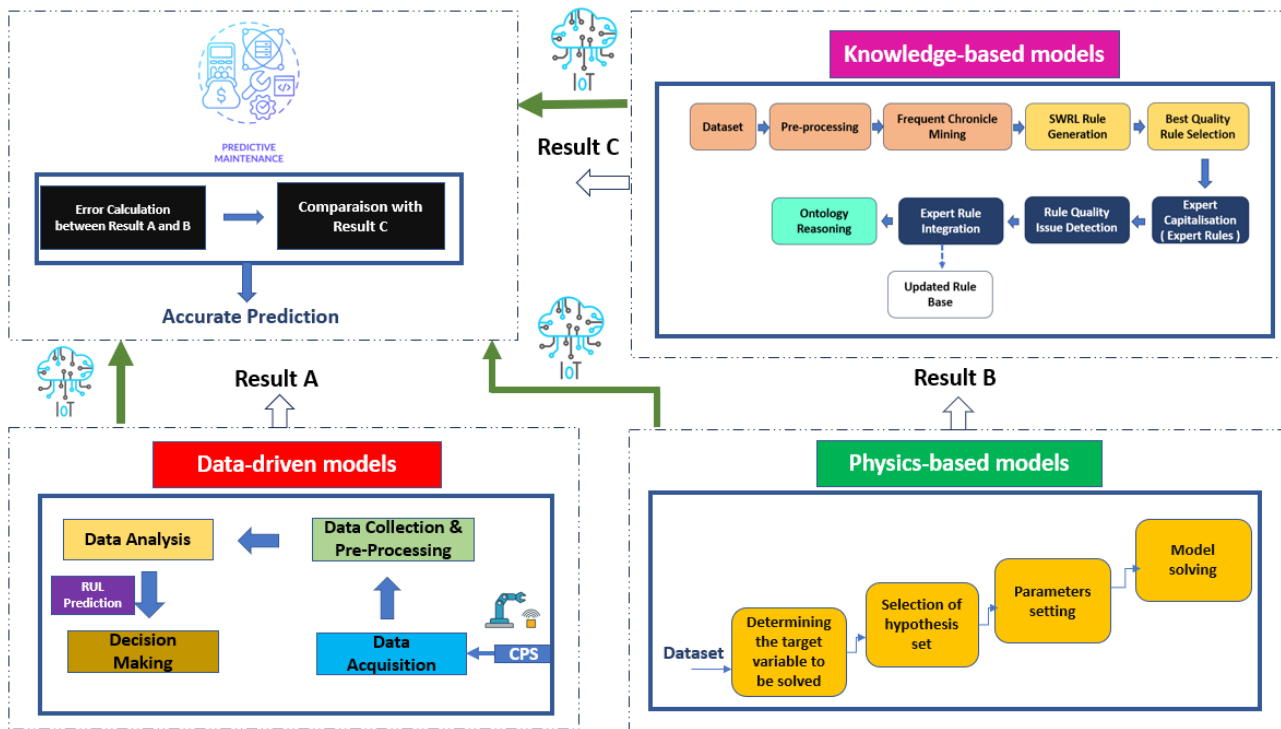 PREDICTIVE
MAINTENANCE
Error Calculation
between Result A and B
Comparaison with
Result C
Accurate Prediction
IoT
Result C
Knowledge-based models
Dataset
Pre-processing
Frequent Chronicle
Mining
SWRL Rule
Generation
Best Quality
Rule Selection
Expert
Capitalisation
( Expert Rules )
Rule Quality
Issue Detection
Expert Rule
Integration
Ontology
Reasoning
Updated Rule
Base
IoT
Result A
IoT
Result B
Data-driven models
Data Analysis
Data Collection &
Pre-Processing
RUL
Prediction
Decision
Making
Data
Acquisition
CPS
Physics-based models
Dataset
Determining
the target
variable to
be solved
Selection of
hypothesis
set
Parameters
setting
Model
solving